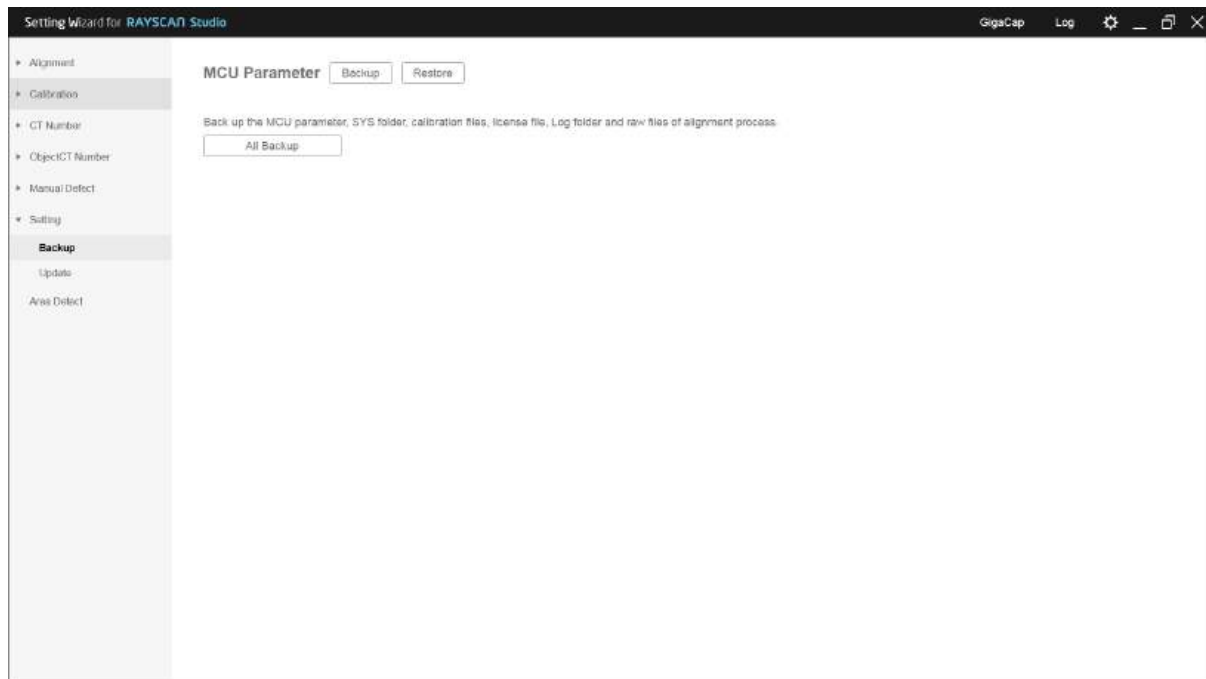 Setting Wizard for RAYSCAN Studio
GigaCap Log
Alignment
Calibration
CT Number
ObjectCT Number
Manual Defect
Setting
Backup
Update
Area Detect
MCU Parameter Backup Restore
Back up the MCU parameter, SYS folder, calibration files, license file, Log folder and raw files of alignment process.
All Backup